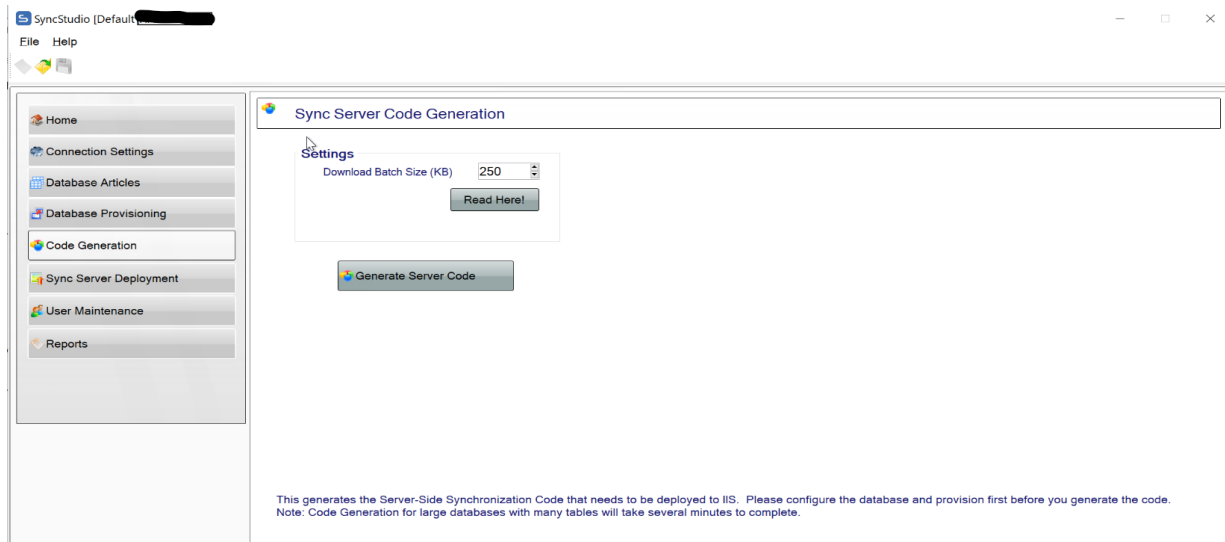 SyncStudio [Default
File Help
Home
Connection Settings
Database Articles
Database Provisioning
Code Generation
Sync Server Deployment
User Maintenance
Reports
Sync Server Code Generation
Settings
Download Batch Size (KB) 250
Read Here!
Generate Server Code
This generates the Server-Side Synchronization Code that needs to be deployed to IIS. Please configure the database and provision first before you generate the code.
Note: Code Generation for large databases with many tables will take several minutes to complete.